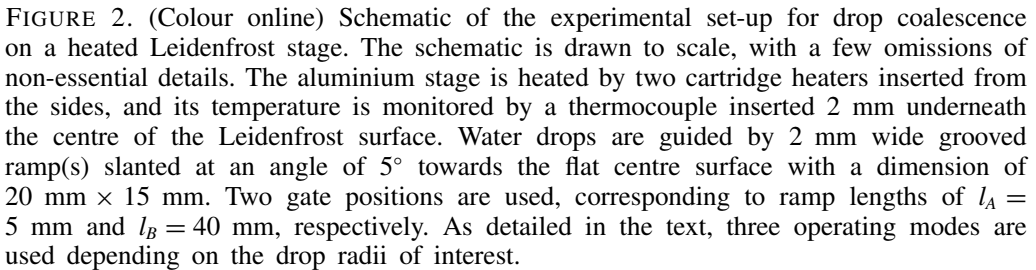 FIGURE 2. (Colour online) Schematic of the experimental set-up for drop coalescence
on a heated Leidenfrost stage. The schematic is drawn to scale, with a few omissions of
non-essential details. The aluminium stage is heated by two cartridge heaters inserted from
the sides, and its temperature is monitored by a thermocouple inserted 2 mm underneath
the centre of the Leidenfrost surface. Water drops are guided by 2 mm wide grooved
ramp(s) slanted at an angle of 5° towards the flat centre surface with a dimension of
20 mm × 15 mm. Two gate positions are used, corresponding to ramp lengths of l_A =
5 mm and l_B = 40 mm, respectively. As detailed in the text, three operating modes are
used depending on the drop radii of interest.